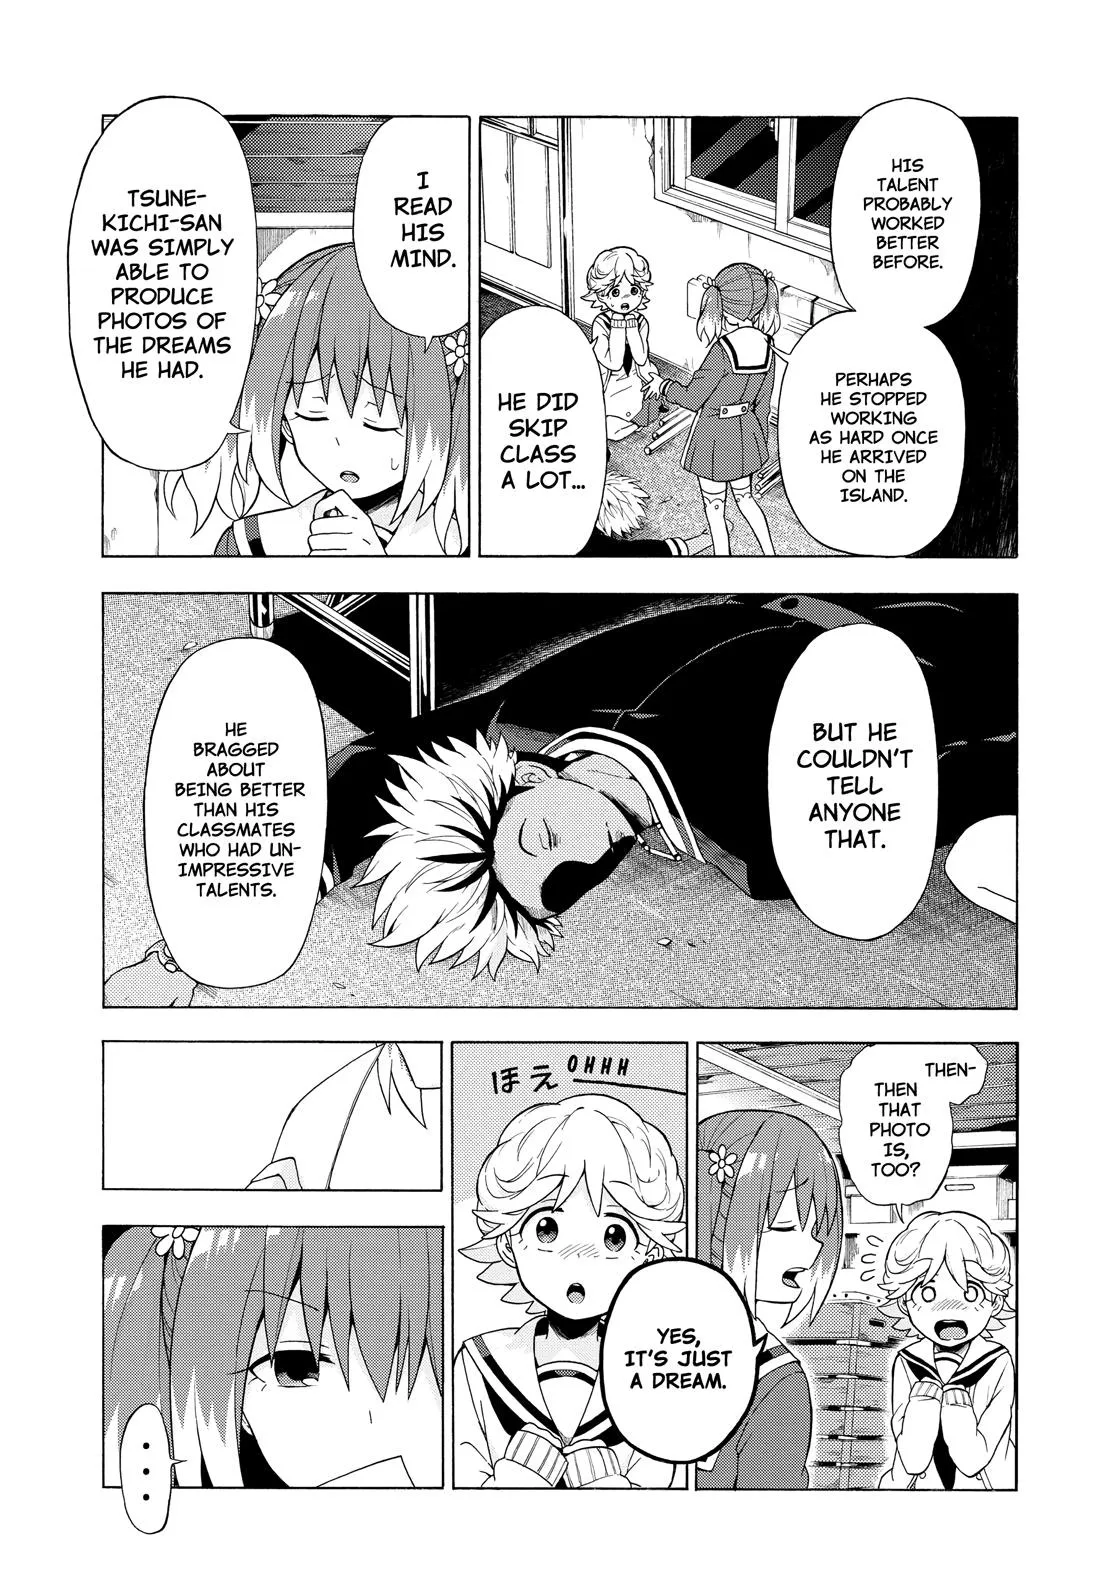 HIS
TALENT
PROBABLY
WORKED
BETTER
BEFORE.
PERHAPS
HE STOPPED
WORKING
AS HARD ONCE
HE ARRIVED
ON THE
ISLAND.
HE DID
SKIP
CLASS
A LOT...
I
READ
HIS
MIND.
TSUNE-
KICHI-SAN
WAS SIMPLY
ABLE TO
PRODUCE
PHOTOS OF
THE DREAMS
HE HAD.
BUT HE
COULDN'T
TELL
ANYONE
THAT.
HE
BRAGGED
ABOUT
BEING BETTER
THAN HIS
CLASSMATES
WHO HAD UN-
IMPRESSIVE
TALENTS.
THEN-
THEN
THAT
PHOTO
IS,
TOO?
YES,
IT'S JUST
A DREAM.
ほえ OHHH
...